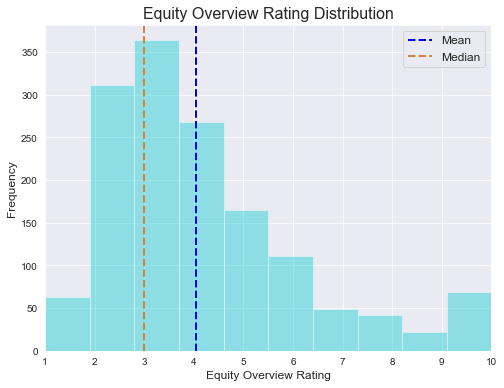 Equity Overview Rating Distribution
Mean
Median
Frequency
350
300
250
200
150
100
50
0
1 2 3 4 5 6 7 8 9 10
Equity Overview Rating